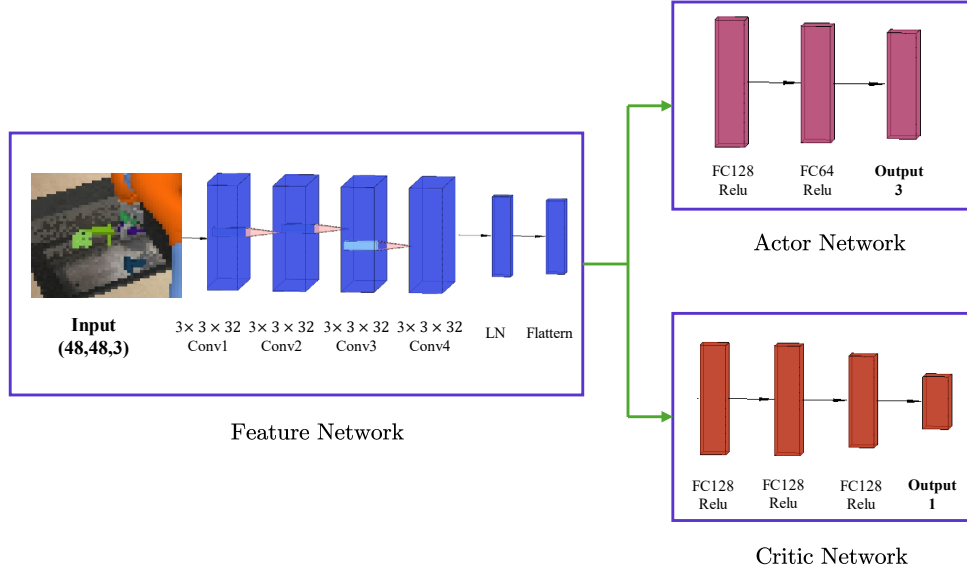 Input
(48,48,3)
3× 3 × 32
Conv1
3× 3 × 32
Conv2
3× 3 × 32
Conv3
3× 3 × 32
Conv4
LN
Flattern
Feature Network
FC128
Relu
FC64
Relu
Output
3
Actor Network
FC128
Relu
FC128
Relu
FC128
Relu
Output
1
Critic Network